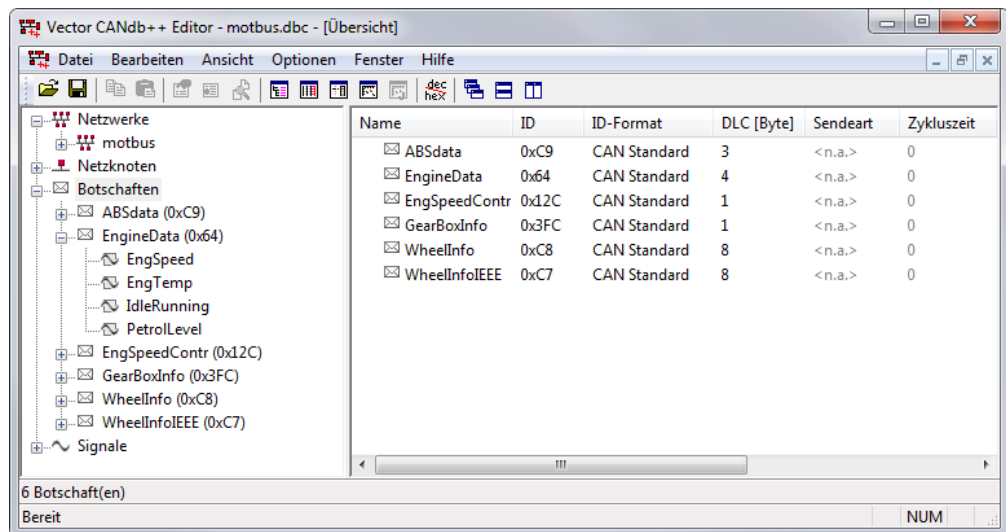 Vector CANdb++ Editor - motbus.dbc - [Übersicht]
Datei Bearbeiten Ansicht Optionen Fenster Hilfe
dec
hex
Netzwerke
motbus
Netzknoten
Botschaften
ABSdata (0xC9)
EngineData (0x64)
EngSpeed
EngTemp
IdleRunning
PetrolLevel
EngSpeedContr (0x12C)
GearBoxInfo (0x3FC)
WheelInfo (0xC8)
WheelInfoIEEE (0xC7)
Signale
Name ID ID-Format DLC [Byte] Sendeart Zykluszeit
ABSdata 0xC9 CAN Standard 3 <n.a.> 0
EngineData 0x64 CAN Standard 4 <n.a.> 0
EngSpeedContr 0x12C CAN Standard 1 <n.a.> 0
GearBoxInfo 0x3FC CAN Standard 1 <n.a.> 0
WheelInfo 0xC8 CAN Standard 8 <n.a.> 0
WheelInfoIEEE 0xC7 CAN Standard 8 <n.a.> 0
6 Botschaft(en)
Bereit NUM